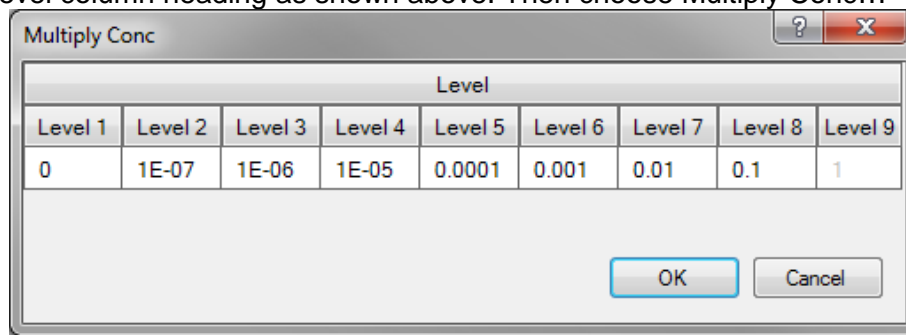 evel column heading as shown above. Then choose Multiply Conc...
Multiply Conc
Level
Level 1 Level 2 Level 3 Level 4 Level 5 Level 6 Level 7 Level 8 Level 9
0 1E-07 1E-06 1E-05 0.0001 0.001 0.01 0.1 1
OK Cancel